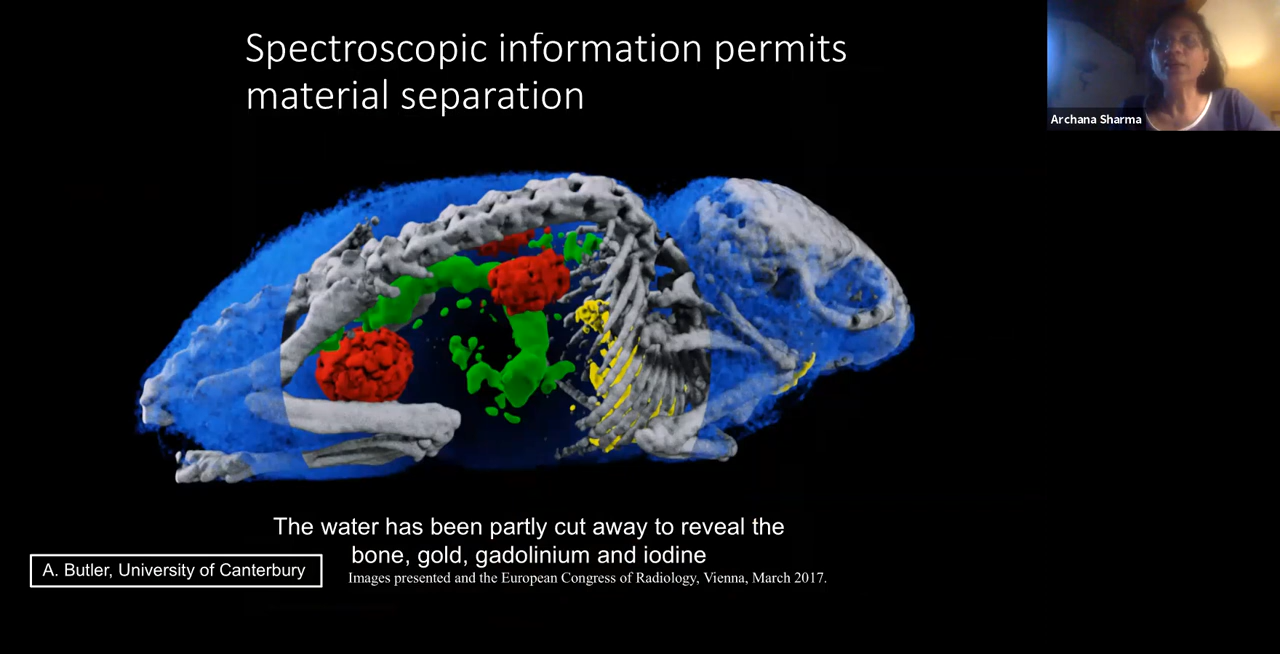 Spectroscopic information permits
material separation
Archana Sharma
The water has been partly cut away to reveal the
bone, gold, gadolinium and iodine
A. Butler, University of Canterbury
Images presented and the European Congress of Radiology, Vienna, March 2017.